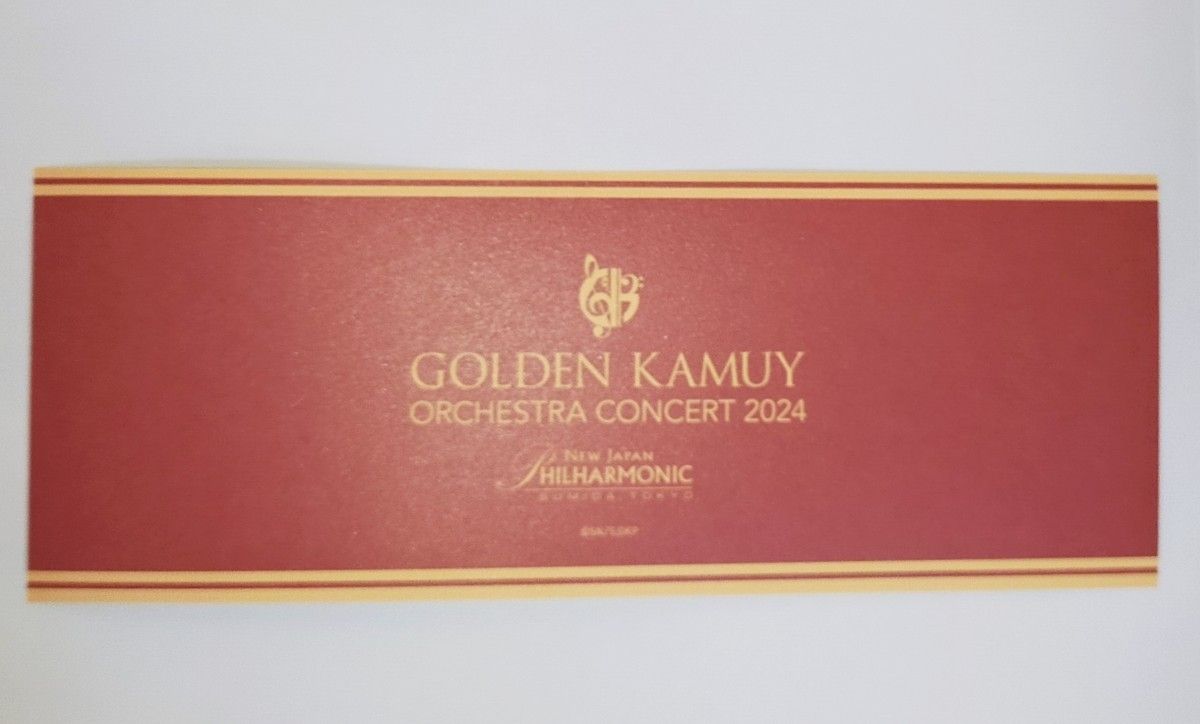 GOLDEN KAMUY
ORCHESTRA CONCERT 2024
NEW JAPAN
PHILHARMONIC
SUMIDA, TOKYO